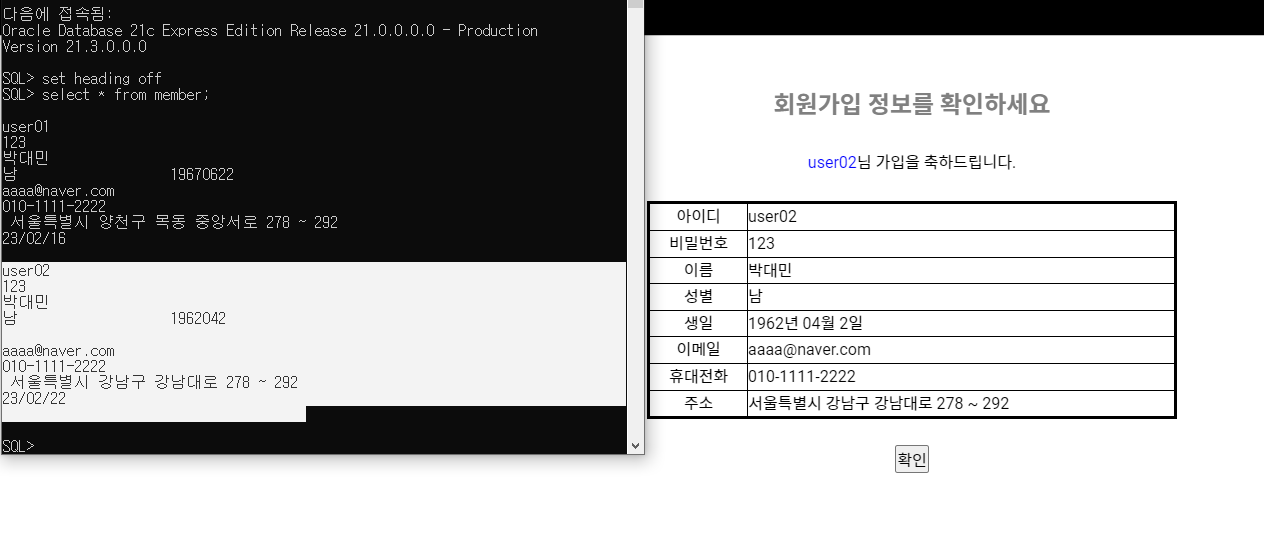 다음에 접속됨:
Oracle Database 21c Express Edition Release 21.0.0.0.0 - Production
Version 21.3.0.0.0
SQL> set heading off
SQL> select * from member;
user01
123
박대민
남 19670622
aaaa@naver.com
010-1111-2222
서울특별시 양천구 목동 중앙서로 278 ~ 292
23/02/16
user02
123
박대민
남 1962042
aaaa@naver.com
010-1111-2222
서울특별시 강남구 강남대로 278 ~ 292
23/02/22
SQL>
회원가입 정보를 확인하세요
user02님 가입을 축하드립니다.
아이디 user02
비밀번호 123
이름 박대민
성별 남
생일 1962년 04월 2일
이메일 aaaa@naver.com
휴대전화 010-1111-2222
주소 서울특별시 강남구 강남대로 278 ~ 292
확인